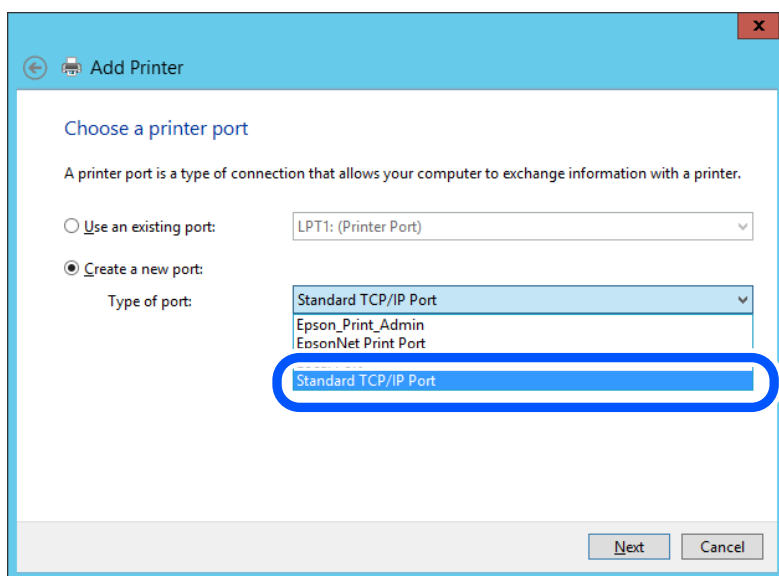 x
Add Printer
Choose a printer port
A printer port is a type of connection that allows your computer to exchange information with a printer.
Use an existing port:
LPT1: (Printer Port)
Create a new port:
Type of port:
Standard TCP/IP Port
Epson_Print_Admin
EpsonNet Print Port
Standard TCP/IP Port
Next
Cancel